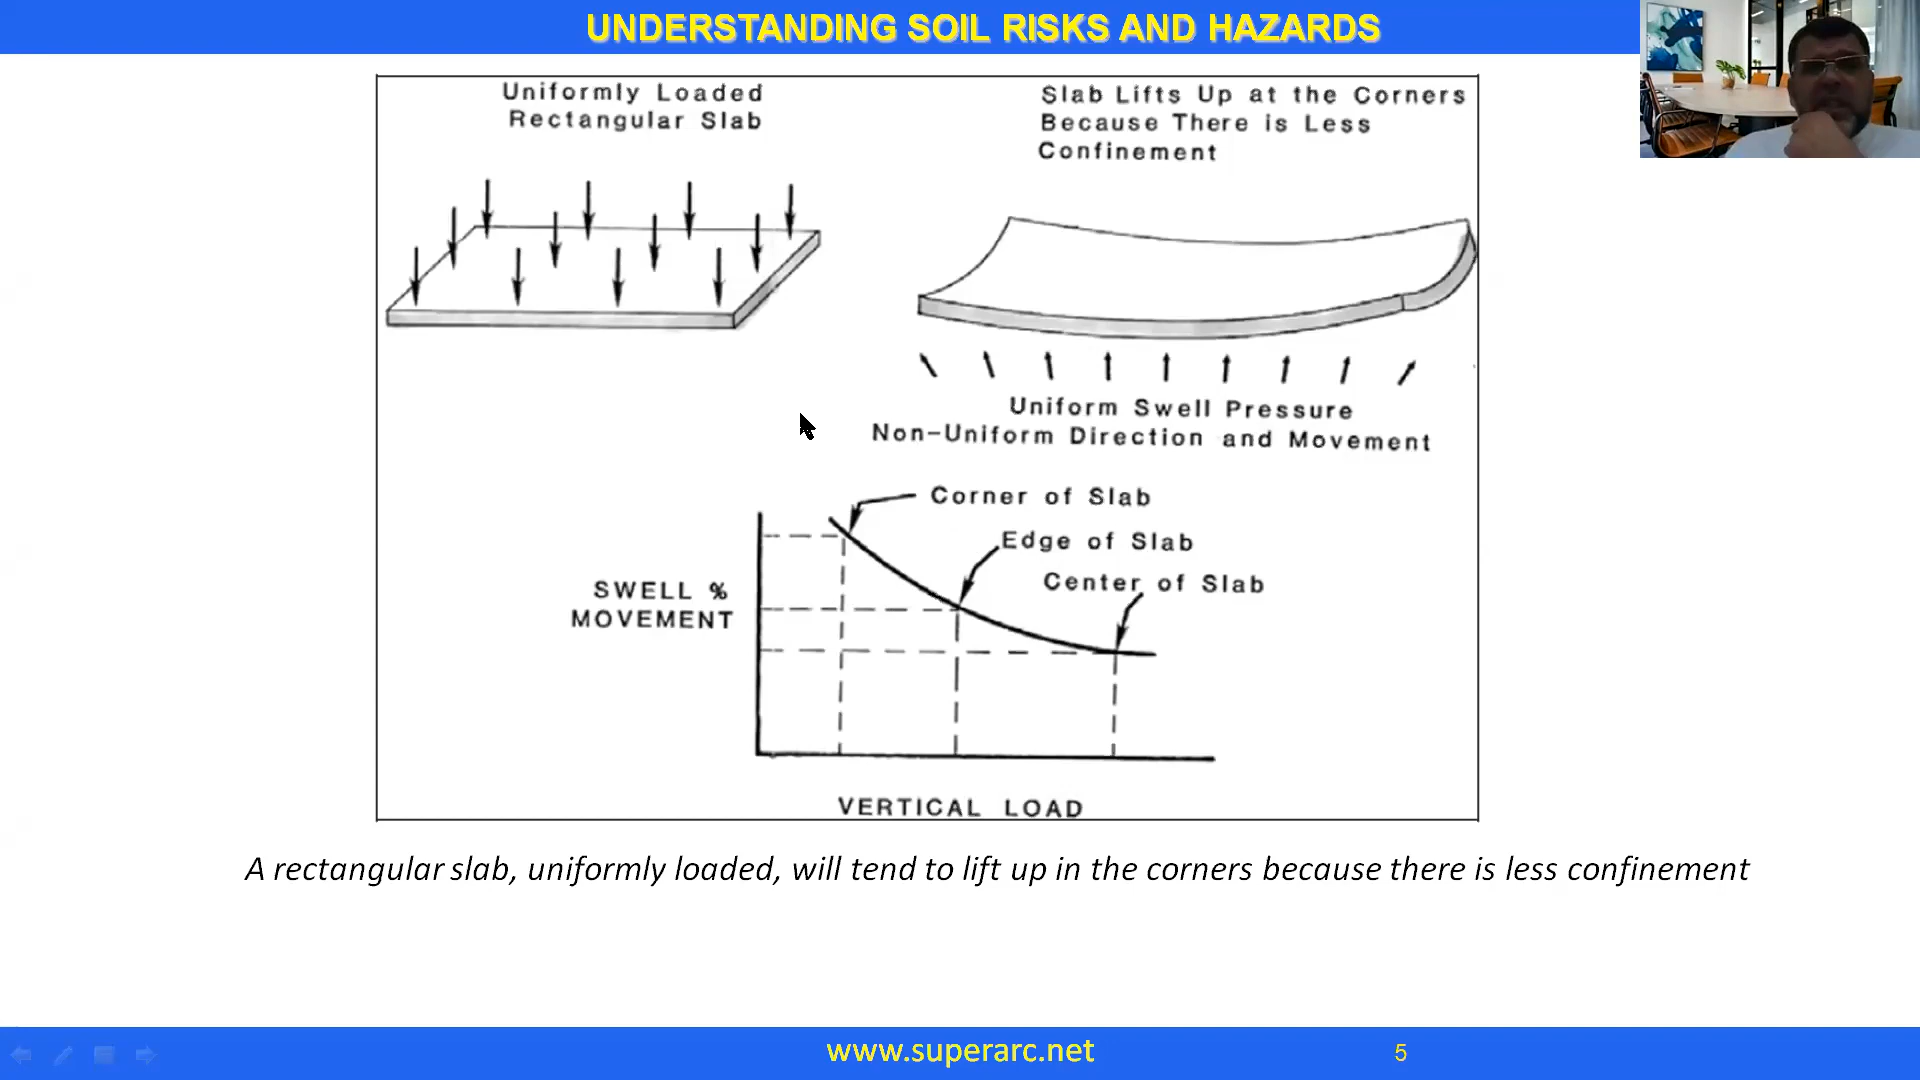 UNDERSTANDING SOIL RISKS AND HAZARDS
Uniformly Loaded
Rectangular Slab
Slab Lifts Up at the Corners
Because There is Less
Confinement
Uniform Swell Pressure
Non-Uniform Direction and Movement
Corner of Slab
Edge of Slab
Center of Slab
SWELL %
MOVEMENT
VERTICAL LOAD
A rectangular slab, uniformly loaded, will tend to lift up in the corners because there is less confinement
www.superarc.net
5